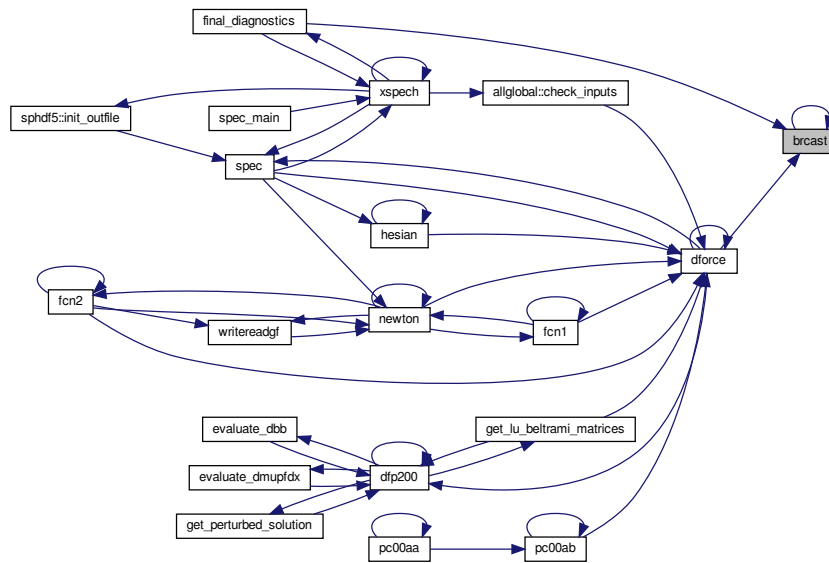 final_diagnostics
xspech
allglobal::check_inputs
sphdf5::init_outfile
spec_main
brcast
spec
hesian
dforce
fcn2
newton
writereadgf
fcn1
evaluate_dbb
get_lu_beltrami_matrices
evaluate_dmupfdx
dfp200
get_perturbed_solution
pc00aa
pc00ab